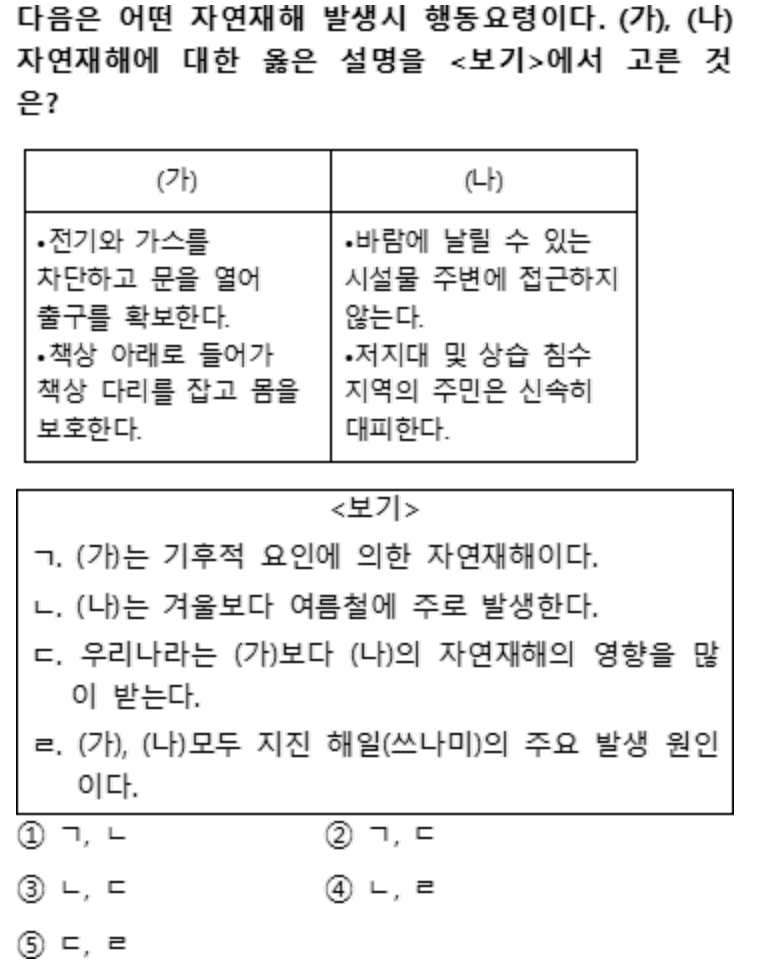 다음은 어떤 자연재해 발생시 행동요령이다. (가), (나)
자연재해에 대한 옳은 설명을 <보기>에서 고른 것
은?
(가)
•전기와 가스를
차단하고 문을 열어
출구를 확보한다.
•책상 아래로 들어가
책상 다리를 잡고 몸을
보호한다.
(나)
•바람에 날릴 수 있는
시설물 주변에 접근하지
않는다.
•저지대 및 상습 침수
지역의 주민은 신속히
대피한다.
<보기>
ㄱ. (가)는 기후적 요인에 의한 자연재해이다.
ㄴ. (나)는 겨울보다 여름철에 주로 발생한다.
ㄷ. 우리나라는 (가)보다 (나)의 자연재해의 영향을 많
이 받는다.
ㄹ. (가), (나)모두 지진 해일(쓰나미)의 주요 발생 원인
이다.
① ㄱ, ㄴ ② ㄱ, ㄷ
③ ㄴ, ㄷ ④ ㄴ, ㄹ
⑤ ㄷ, ㄹ